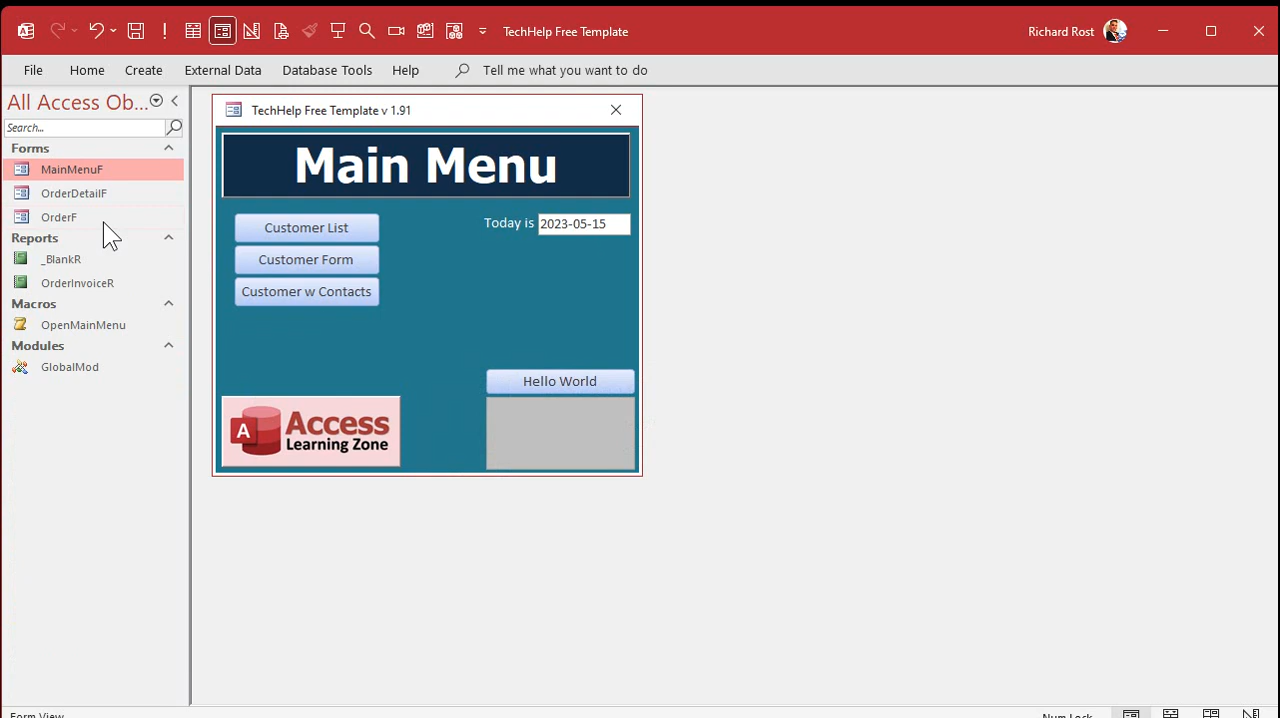 TechHelp Free Template
Richard Rost
File Home Create External Data Database Tools Help Tell me what you want to do
All Access Ob...
Search...
Forms
MainMenuF
OrderDetailF
OrderF
Reports
_BlankR
OrderInvoiceR
Macros
OpenMainMenu
Modules
GlobalMod
TechHelp Free Template v 1.91
Main Menu
Customer List
Customer Form
Customer w Contacts
Today is 2023-05-15
Hello World
A Access
Learning Zone
Form View
Num Lock